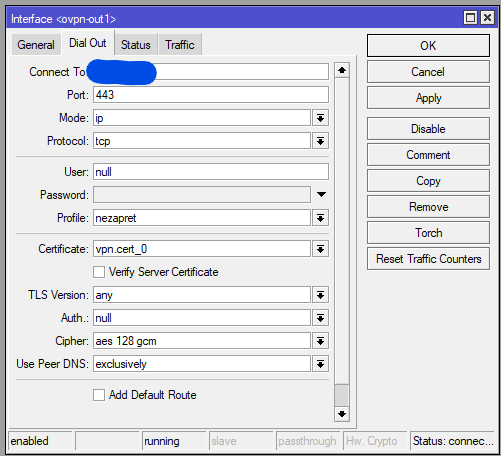 Interface <ovpn-out1>
General Dial Out Status Traffic
Connect To
Port: 443
Mode: ip
Protocol: tcp
User: null
Password:
Profile: nezapret
Certificate: vpn.cert_0
Verify Server Certificate
TLS Version: any
Auth.: null
Cipher: aes 128 gcm
Use Peer DNS: exclusively
Add Default Route
OK
Cancel
Apply
Disable
Comment
Copy
Remove
Torch
Reset Traffic Counters
enabled running slave passthrough Hw. Crypto Status: connec...